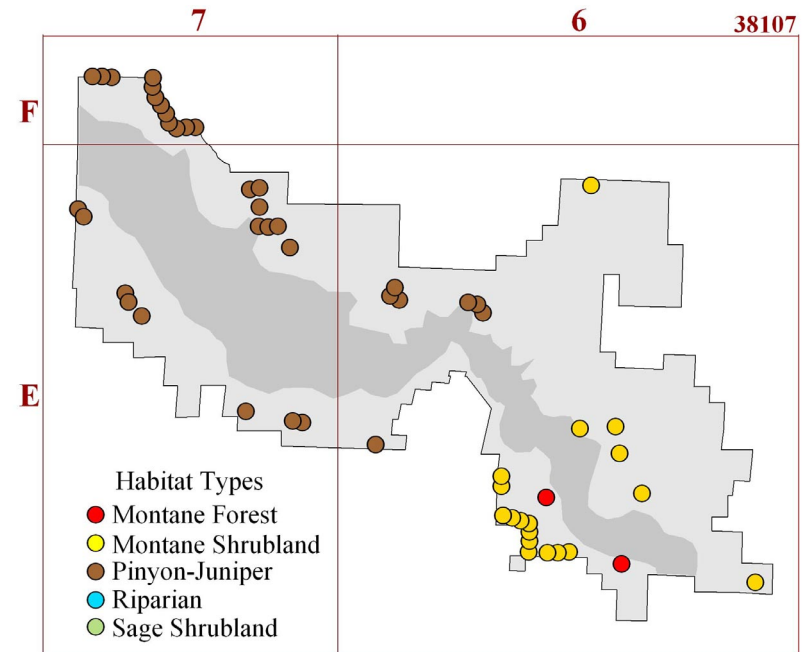 7 6 38107
F
E
Habitat Types
Montane Forest
Montane Shrubland
Pinyon-Juniper
Riparian
Sage Shrubland